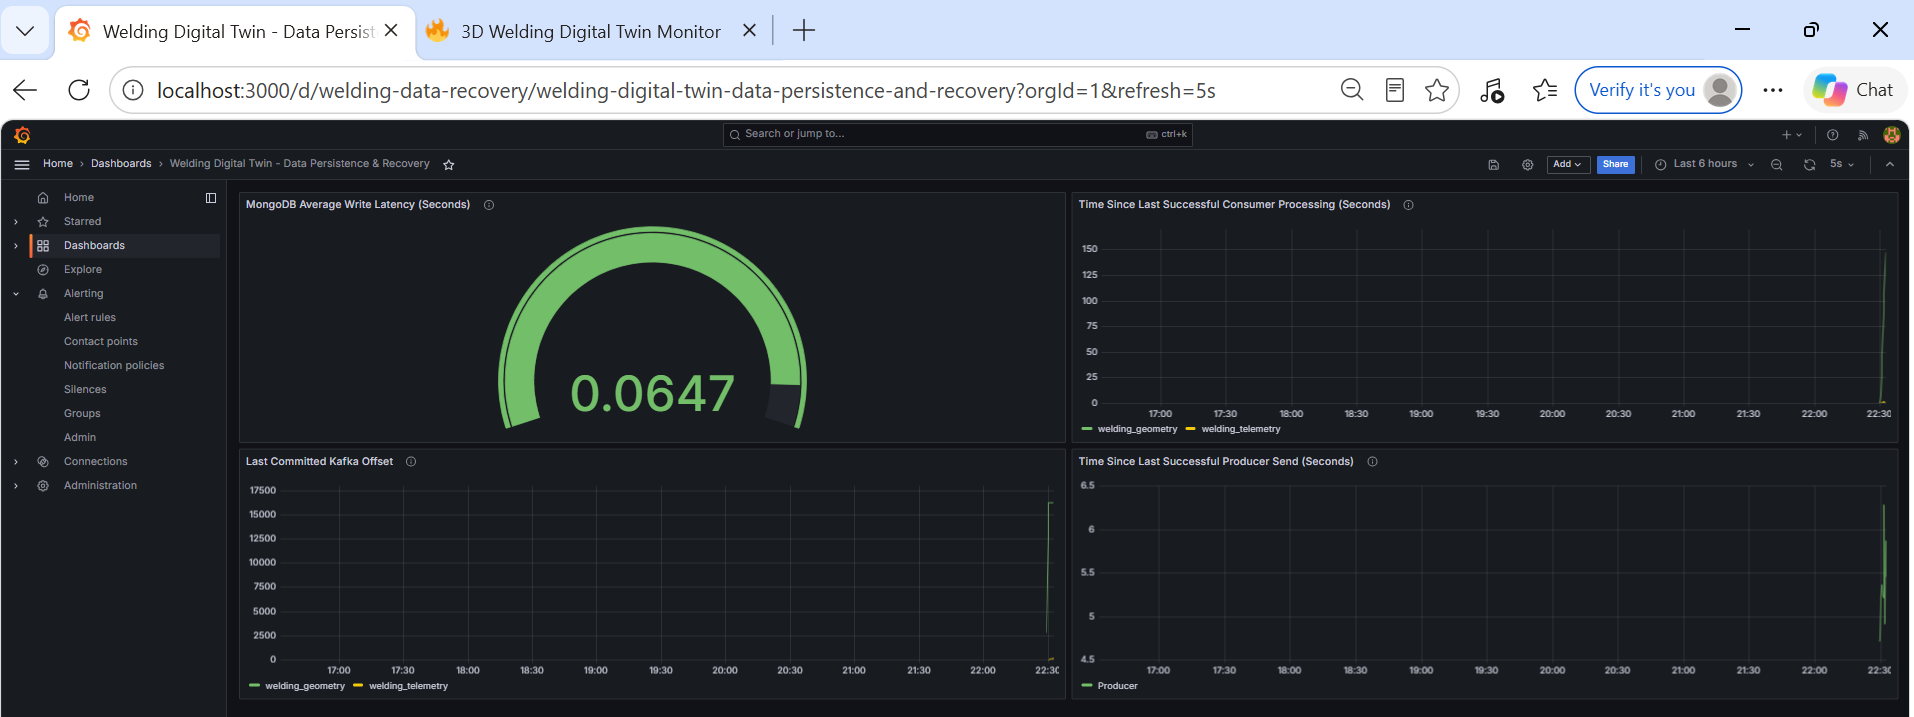 Welding Digital Twin - Data Persist
3D Welding Digital Twin Monitor
localhost:3000/d/welding-data-recovery/welding-digital-twin-data-persistence-and-recovery?orgId=1&refresh=5s
Verify it's you
Chat
Search or jump to...
ctrl+k
Home › Dashboards › Welding Digital Twin - Data Persistence & Recovery
Add
Share
Last 6 hours
5s
Home
Starred
Dashboards
Explore
Alerting
Alert rules
Contact points
Notification policies
Silences
Groups
Admin
Connections
Administration
MongoDB Average Write Latency (Seconds)
0.0647
Time Since Last Successful Consumer Processing (Seconds)
150
125
100
75
50
25
0
17:00 17:30 18:00 18:30 19:00 19:30 20:00 20:30 21:00 21:30 22:00 22:30
welding_geometry welding_telemetry
Last Committed Kafka Offset
17500
15000
12500
10000
7500
5000
2500
0
17:00 17:30 18:00 18:30 19:00 19:30 20:00 20:30 21:00 21:30 22:00 22:30
welding_geometry welding_telemetry
Time Since Last Successful Producer Send (Seconds)
6.5
6
5.5
5
4.5
17:00 17:30 18:00 18:30 19:00 19:30 20:00 20:30 21:00 21:30 22:00 22:30
Producer